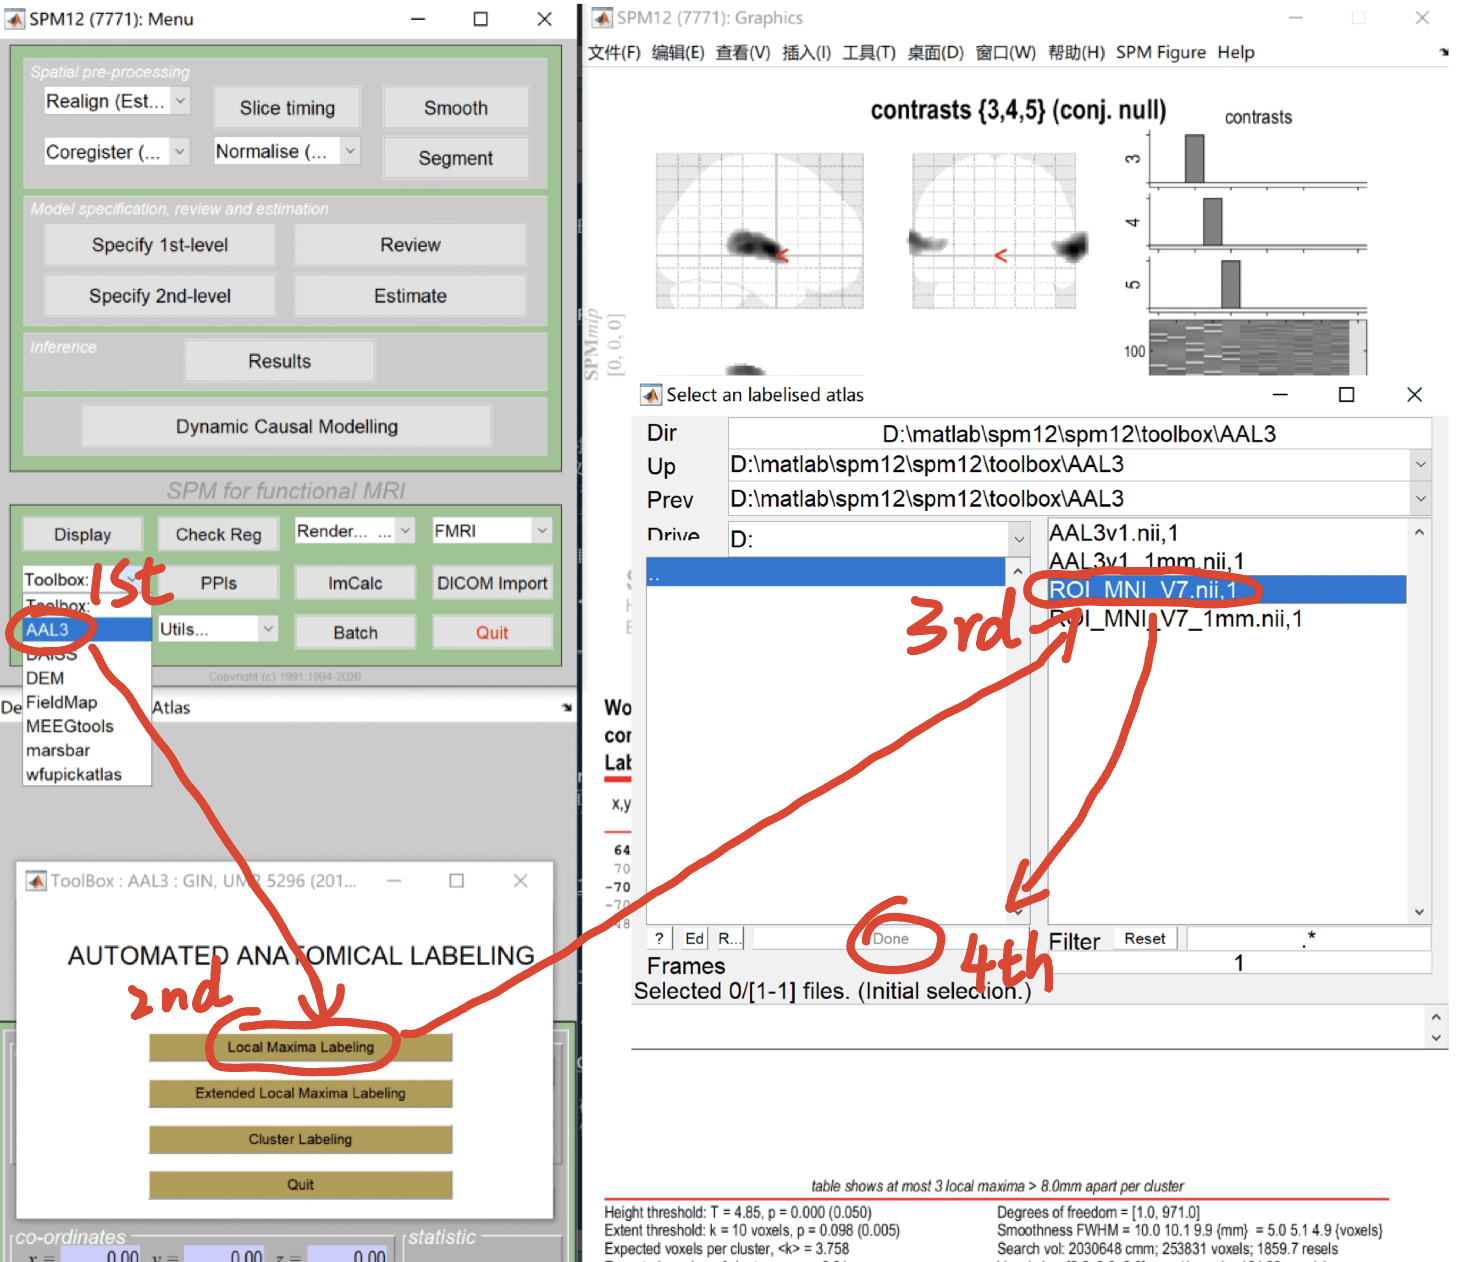 SPM12 (7771): Menu
Spatial pre-processing
Realign (Est...
Slice timing
Smooth
Coregister (...
Normalise (...
Segment
Model specification, review and estimation
Specify 1st-level
Review
Specify 2nd-level
Estimate
Inference
Results
Dynamic Causal Modelling
SPM for functional MRI
Display
Check Reg
Render... ...
FMRI
Toolbox:
PPIs
ImCalc
DICOM Import
Toolbox:
AAL3
DAiSS
DEM
FieldMap
MEEGtools
marsbar
wfupickatlas
Utils...
Batch
Quit
Copyright (c) 1991,1994-2020
1st
De
Atlas
ToolBox : AAL3 : GIN, UMR 5296 (201...
AUTOMATED ANATOMICAL LABELING
2nd
Local Maxima Labeling
Extended Local Maxima Labeling
Cluster Labeling
Quit
co-ordinates
x = 0.00 y = 0.00 z = 0.00
statistic
SPM12 (7771): Graphics
文件(F) 编辑(E) 查看(V) 插入(I) 工具(T) 桌面(D) 窗口(W) 帮助(H) SPM Figure Help
contrasts {3,4,5} (conj. null)
contrasts
3
4
5
100
SPMmip
[0, 0, 0]
Select an labelised atlas
Dir
D:\matlab\spm12\spm12\toolbox\AAL3
Up
D:\matlab\spm12\spm12\toolbox\AAL3
Prev
D:\matlab\spm12\spm12\toolbox\AAL3
Drive
D:
..
AAL3v1.nii,1
AAL3v1_1mm.nii,1
ROI_MNI_V7.nii,1
ROI_MNI_V7_1mm.nii,1
3rd
4th
? Ed R... Done
Filter Reset .*
Frames
1
Selected 0/[1-1] files. (Initial selection.)
Wo
cor
Lab
x,y
64
70
-70
-70
48
table shows at most 3 local maxima > 8.0mm apart per cluster
Height threshold: T = 4.85, p = 0.000 (0.050)
Extent threshold: k = 10 voxels, p = 0.098 (0.005)
Expected voxels per cluster, <k> = 3.758
Degrees of freedom = [1.0, 971.0]
Smoothness FWHM = 10.0 10.1 9.9 {mm} = 5.0 5.1 4.9 {voxels}
Search vol: 2030648 cmm; 253831 voxels; 1859.7 resels